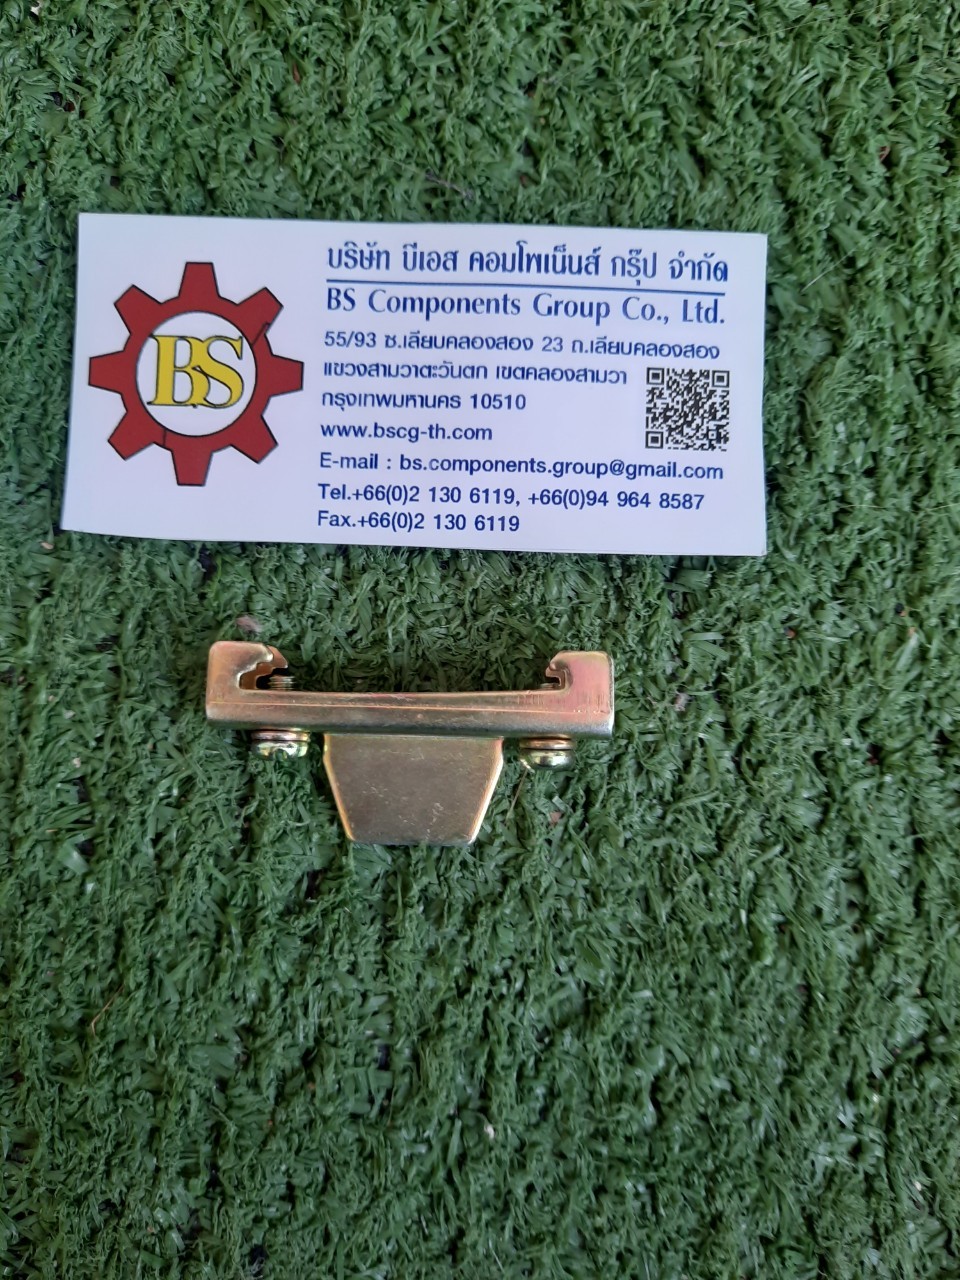 BS
บริษัท บีเอส คอมโพเน็นส์ กรุ๊ป จำกัด
BS Components Group Co., Ltd.
55/93 ซ.เลียบคลองสอง 23 ถ.เลียบคลองสอง
แขวงสามวาตะวันตก เขตคลองสามวา
กรุงเทพมหานคร 10510
www.bscg-th.com
E-mail : bs.components.group@gmail.com
Tel.+66(0)2 130 6119, +66(0)94 964 8587
Fax.+66(0)2 130 6119